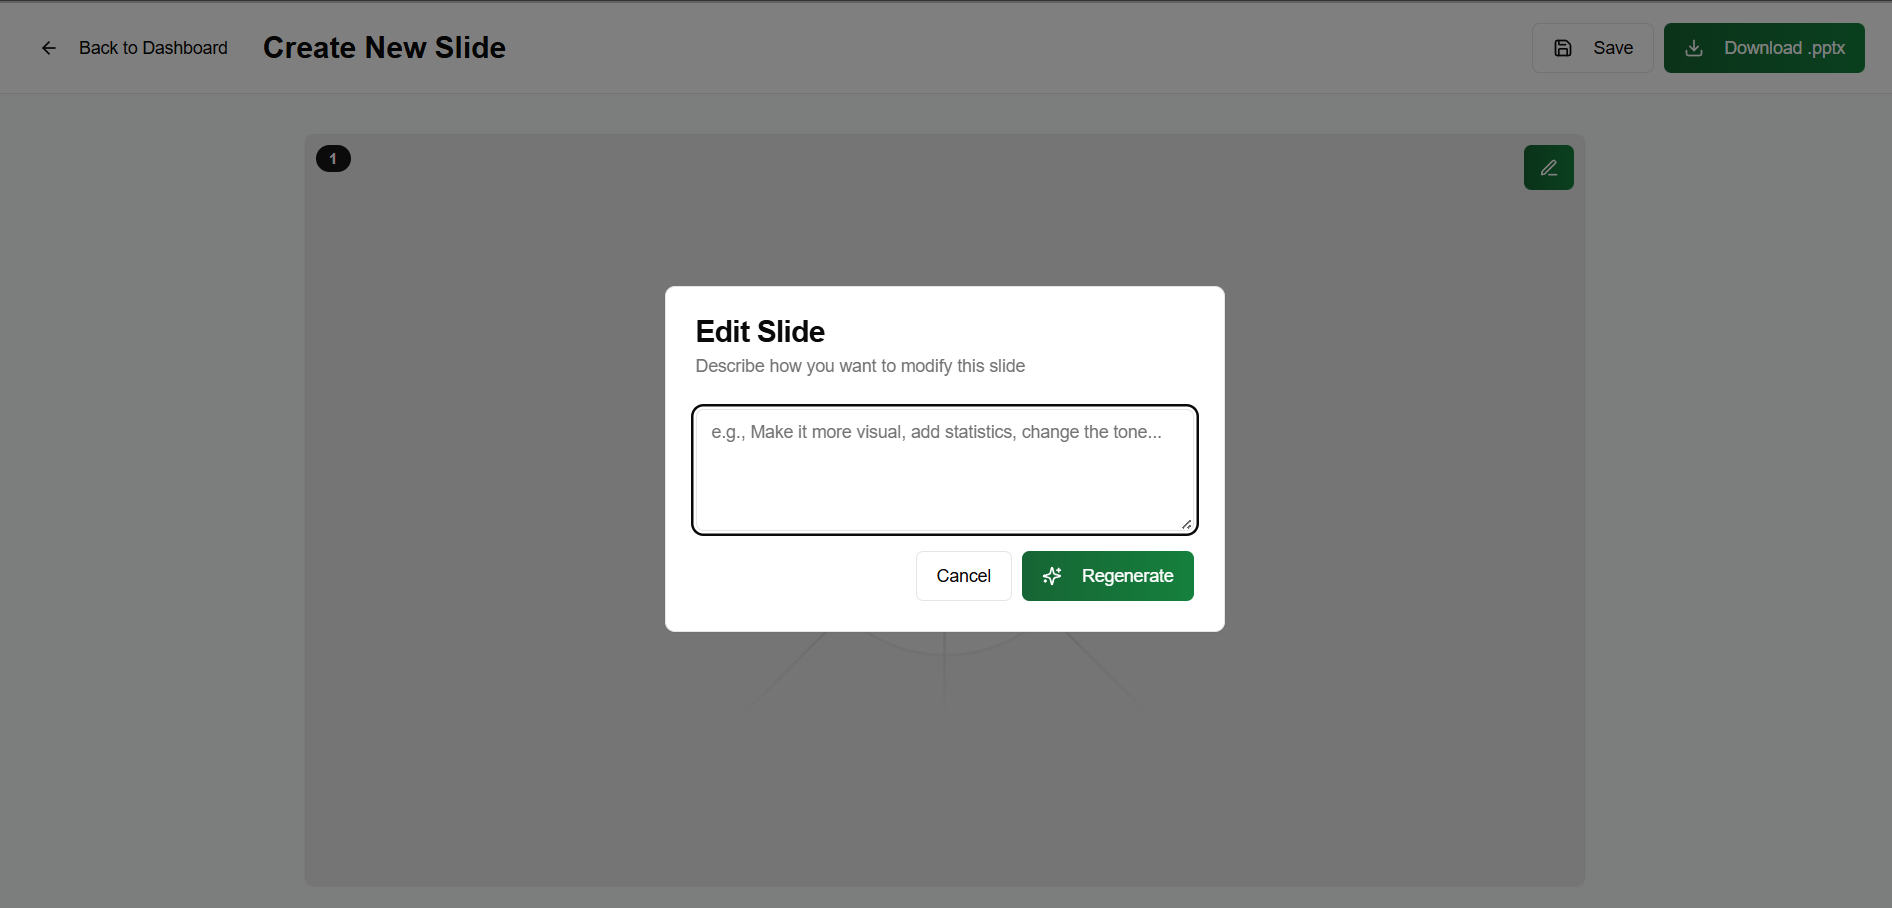 Back to Dashboard
Create New Slide
Save
Download .pptx
1
Edit Slide
Describe how you want to modify this slide
e.g., Make it more visual, add statistics, change the tone...
Cancel
Regenerate